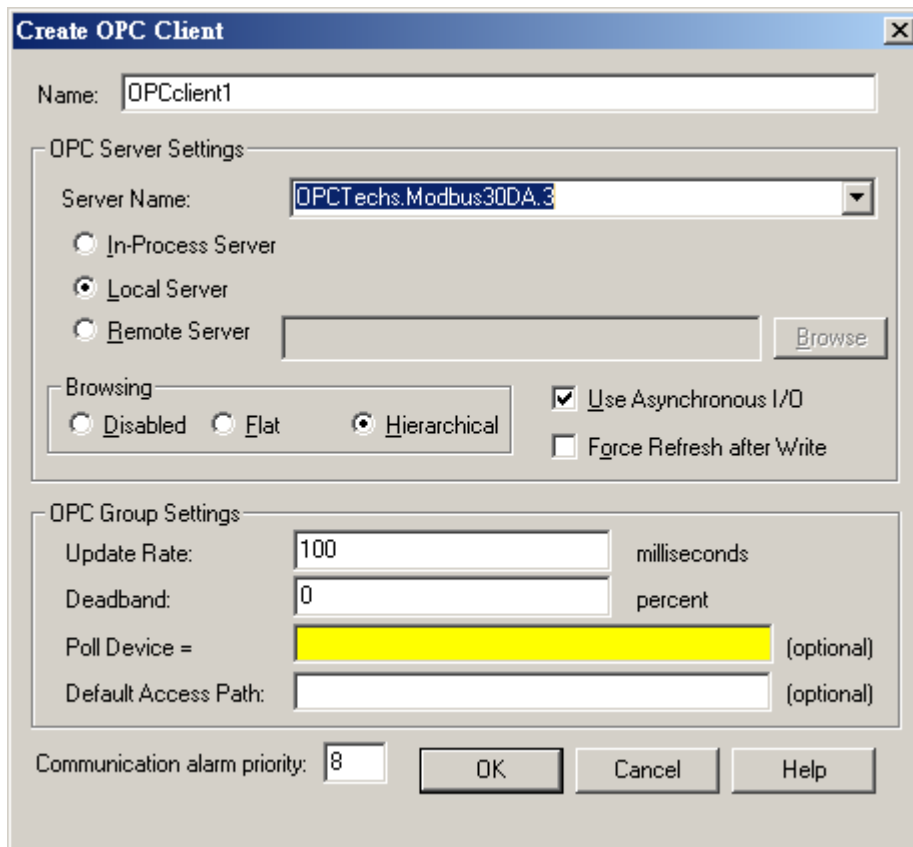 Create OPC Client
Name: OPCclient1
OPC Server Settings
Server Name: OPCTechs.Modbus30DA.3
In-Process Server
Local Server
Remote Server Browse
Browsing
Disabled Flat Hierarchical
Use Asynchronous I/O
Force Refresh after Write
OPC Group Settings
Update Rate: 100 milliseconds
Deadband: 0 percent
Poll Device = (optional)
Default Access Path: (optional)
Communication alarm priority: 8 OK Cancel Help